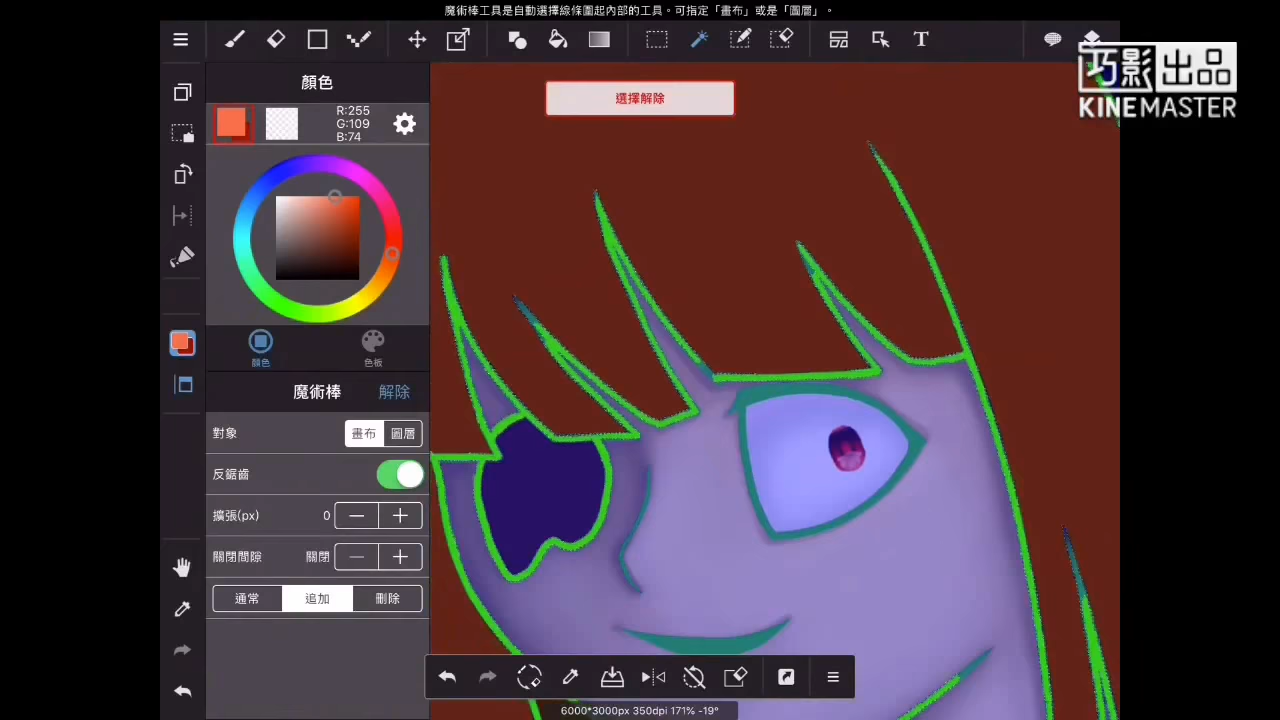 魔術棒工具是自動選擇線條圍起內部的工具。可指定「畫布」或是「圖層」。
T
巧影出品
KINEMASTER
顏色
選擇解除
R:255
G:109
B:74
顏色
色板
魔術棒
解除
對象
畫布
圖層
反鋸齒
擴張(px)
0
關閉間隙
關閉
通常
追加
刪除
6000*3000px 350dpi 171% -19°